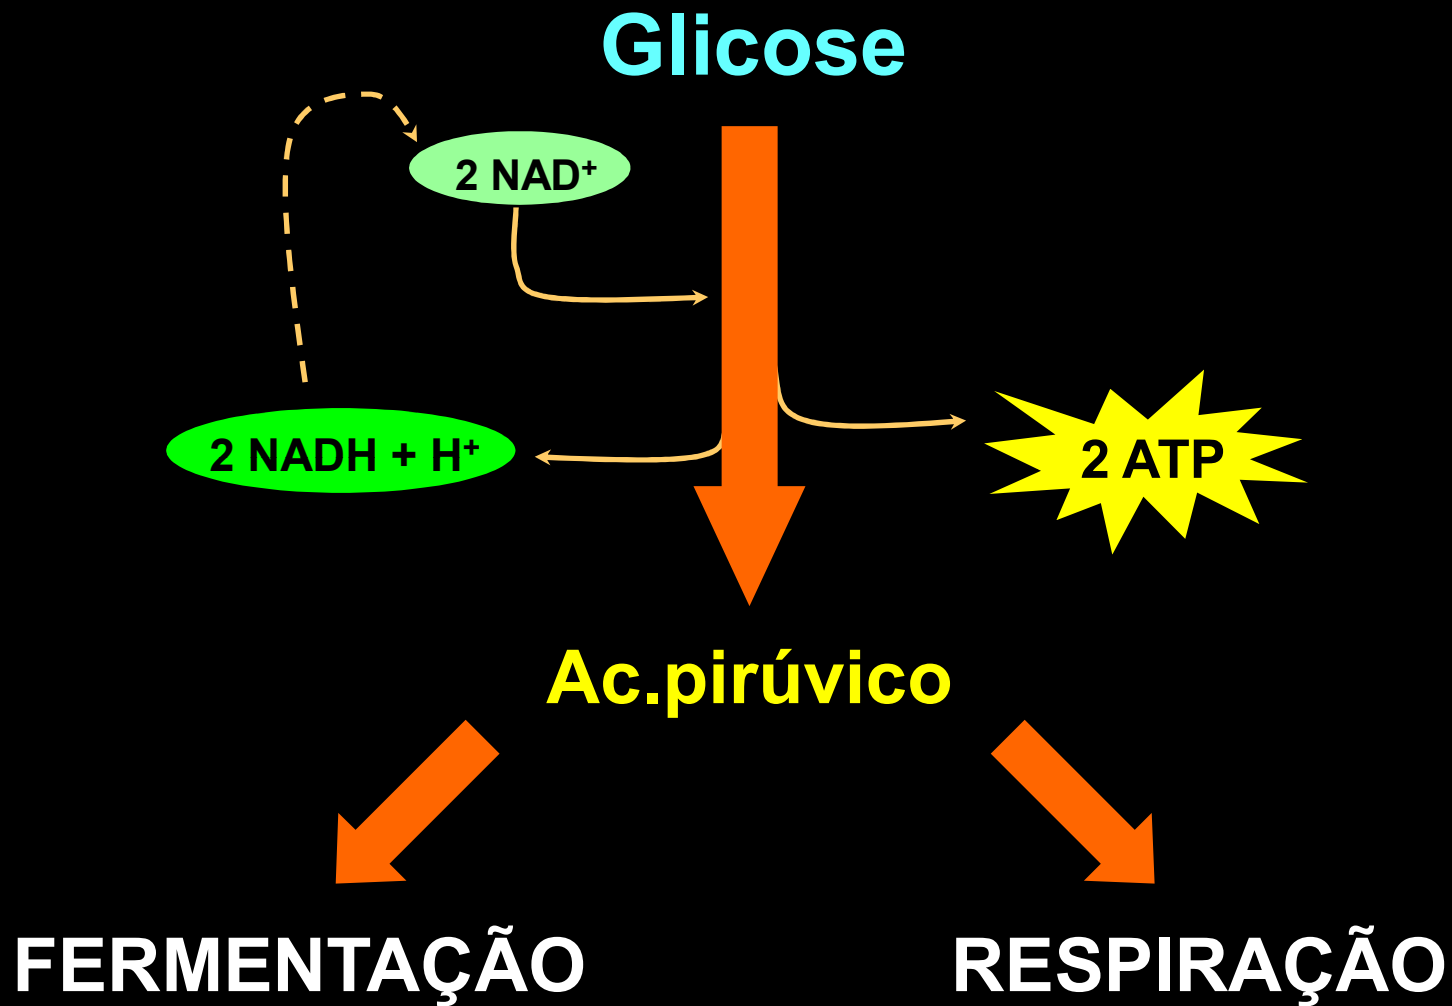 Glicose
2 NAD⁺
2 NADH + H⁺
2 ATP
Ac.pirúvico
FERMENTAÇÃO
RESPIRAÇÃO